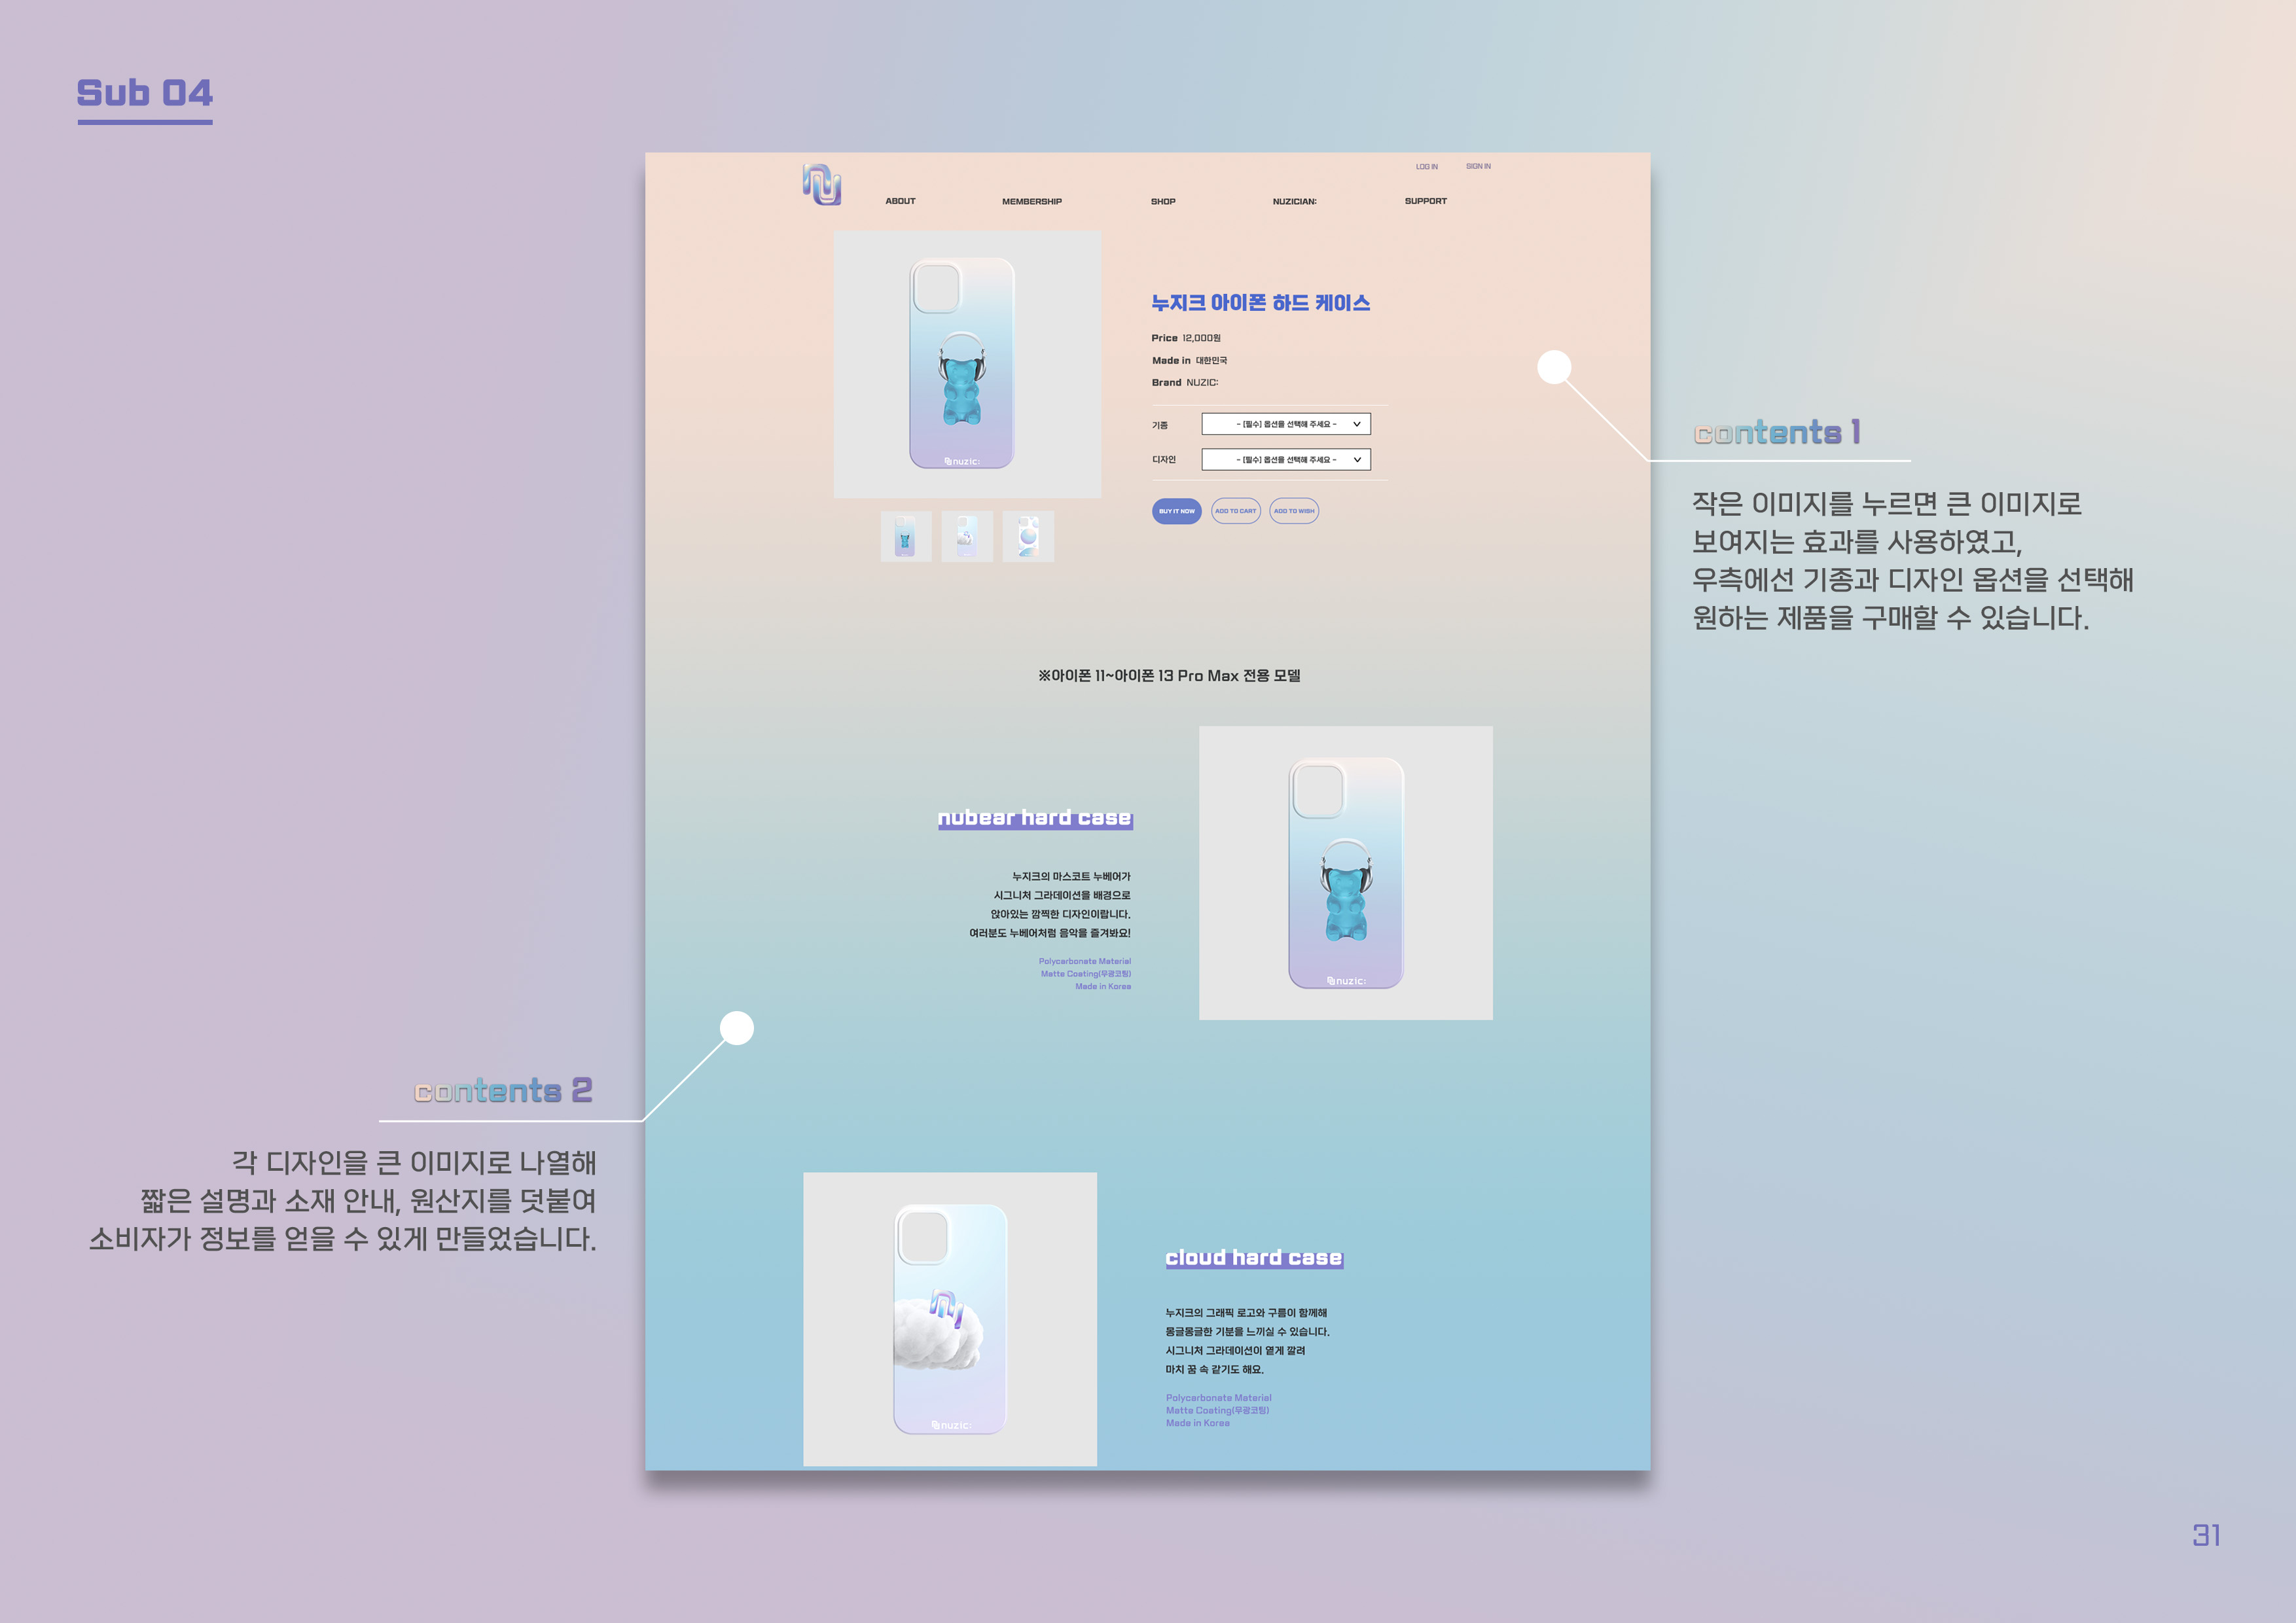 Sub 04
LOG IN
SIGN IN
ABOUT
MEMBERSHIP
SHOP
NUZICIAN:
SUPPORT
누지크 아이폰 하드 케이스
Price 12,000원
Made in 대한민국
Brand NUZIC:
기종
- [필수] 옵션을 선택해 주세요 -
디자인
- [필수] 옵션을 선택해 주세요 -
BUY IT NOW
ADD TO CART
ADD TO WISH
nuzic:
contents 1
작은 이미지를 누르면 큰 이미지로
보여지는 효과를 사용하였고,
우측에선 기종과 디자인 옵션을 선택해
원하는 제품을 구매할 수 있습니다.
※아이폰 11~아이폰 13 Pro Max 전용 모델
nubear hard case
누지크의 마스코트 누베어가
시그니처 그라데이션을 배경으로
앉아있는 깜찍한 디자인이랍니다.
여러분도 누베어처럼 음악을 즐겨봐요!
Polycarbonate Material
Matte Coating(무광코팅)
Made in Korea
nuzic:
contents 2
각 디자인을 큰 이미지로 나열해
짧은 설명과 소재 안내, 원산지를 덧붙여
소비자가 정보를 얻을 수 있게 만들었습니다.
cloud hard case
누지크의 그래픽 로고와 구름이 함께해
몽글몽글한 기분을 느끼실 수 있습니다.
시그니처 그라데이션이 옅게 깔려
마치 꿈 속 같기도 해요.
Polycarbonate Material
Matte Coating(무광코팅)
Made in Korea
nuzic:
31